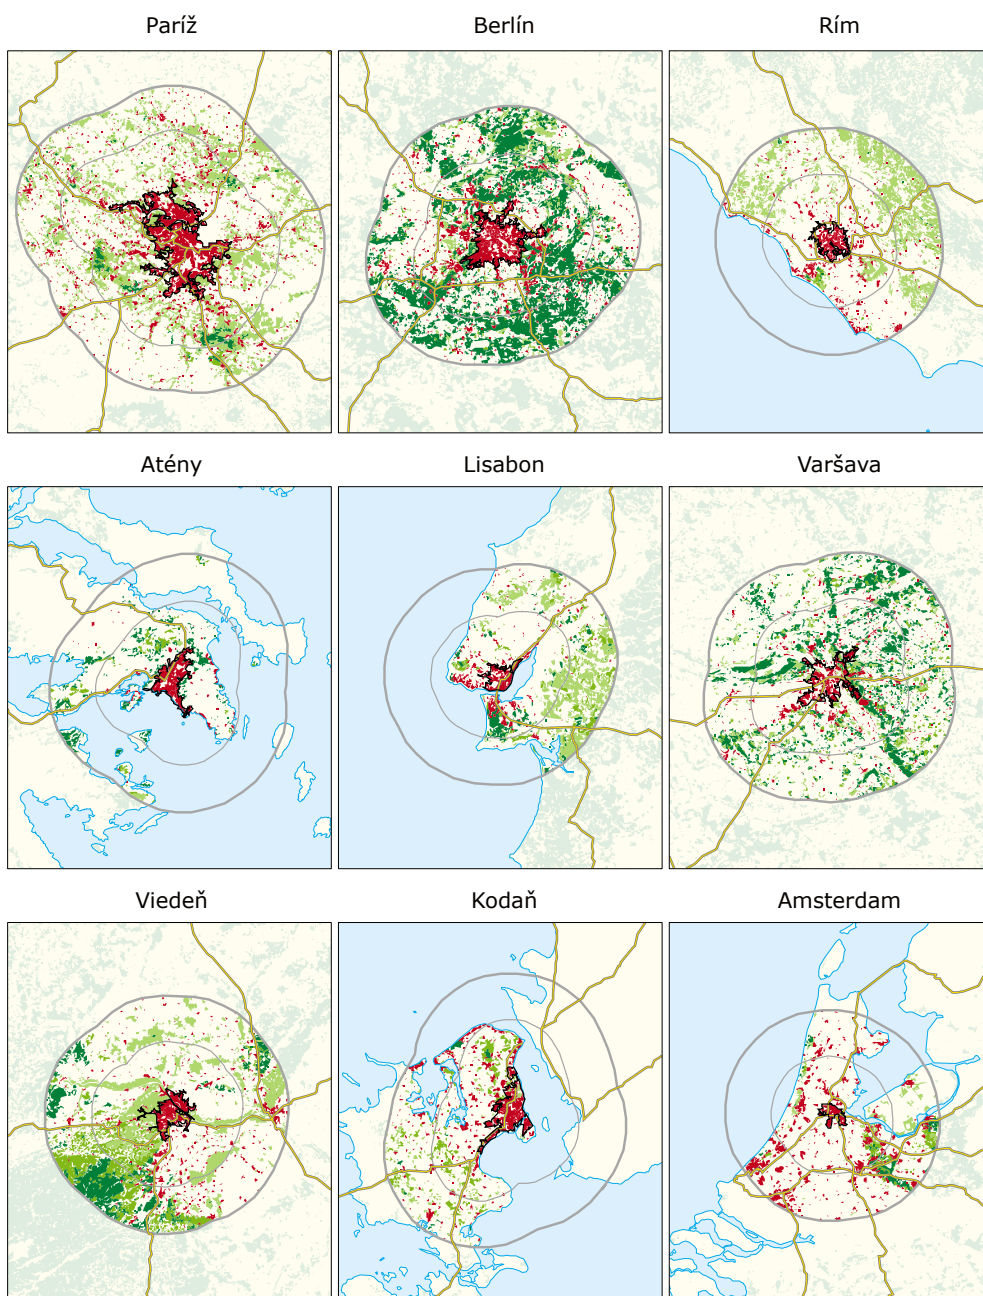 Paríž
Berlín
Rím
Atény
Lisabon
Varšava
Viedeň
Kodaň
Amsterdam